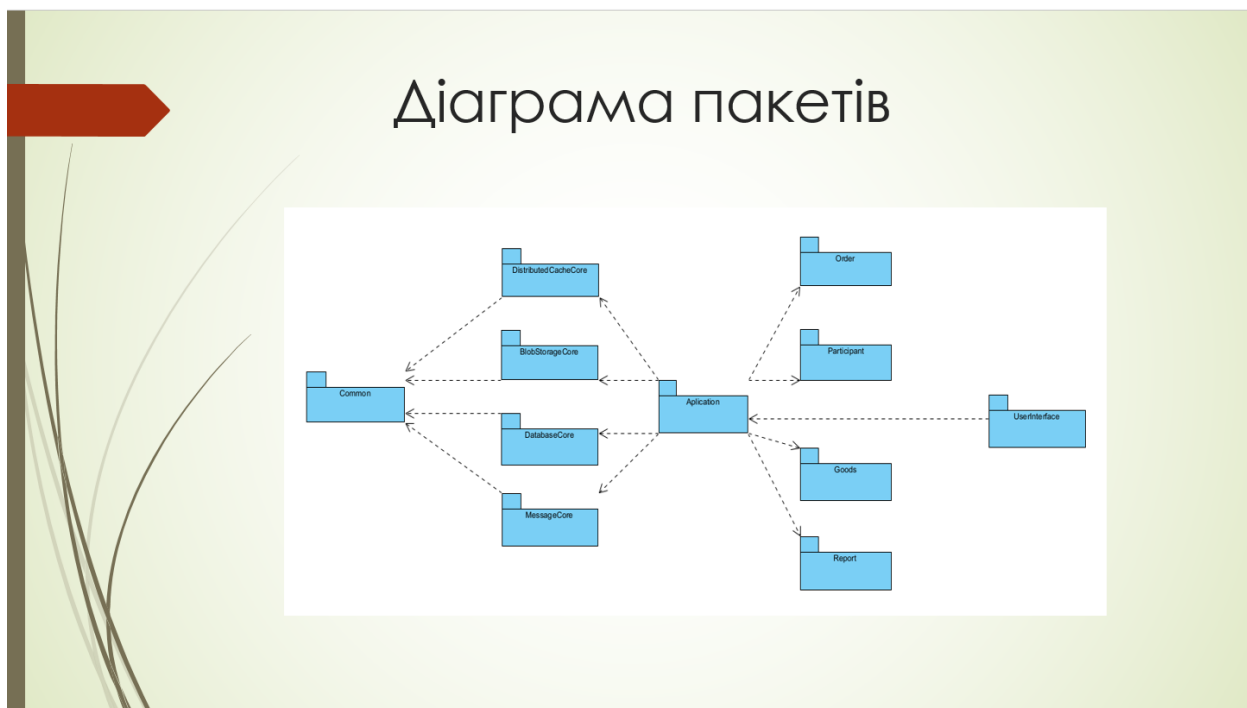 Діаграма пакетів
DistributedCacheCore
Order
BlobStorageCore
Participant
Common
Aplication
UserInterface
DatabaseCore
Goods
MessageCore
Report